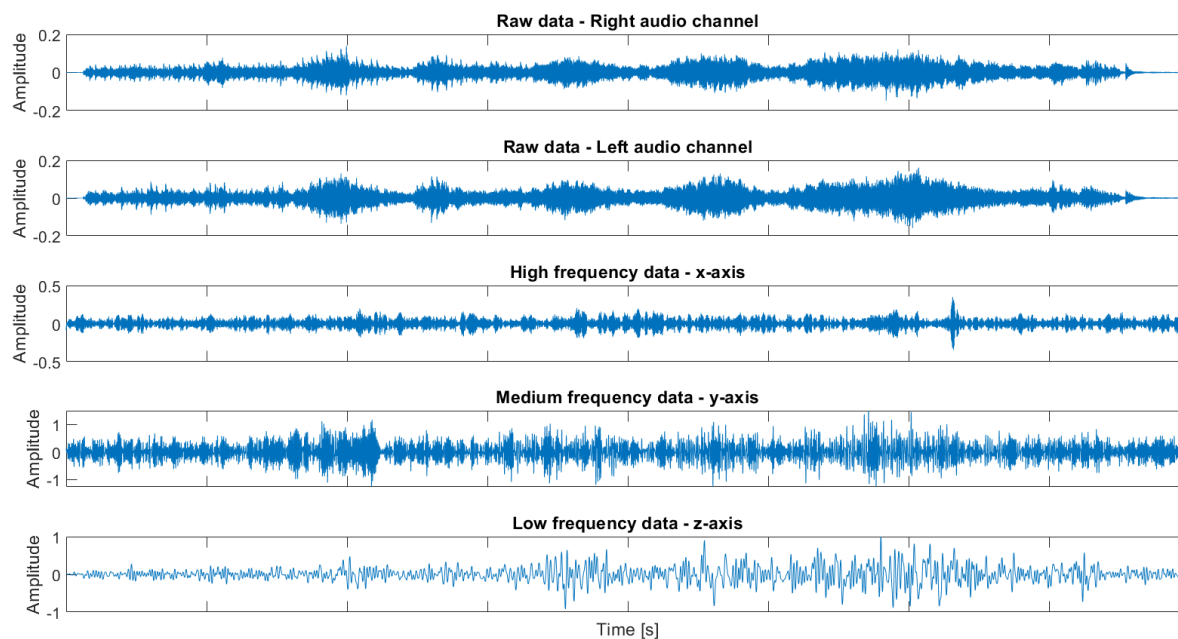 Raw data - Right audio channel
Amplitude
0.2
0
-0.2
Raw data - Left audio channel
Amplitude
0.2
0
-0.2
High frequency data - x-axis
Amplitude
0.5
0
-0.5
Medium frequency data - y-axis
Amplitude
1
0
-1
Low frequency data - z-axis
Amplitude
1
0
-1
Time [s]